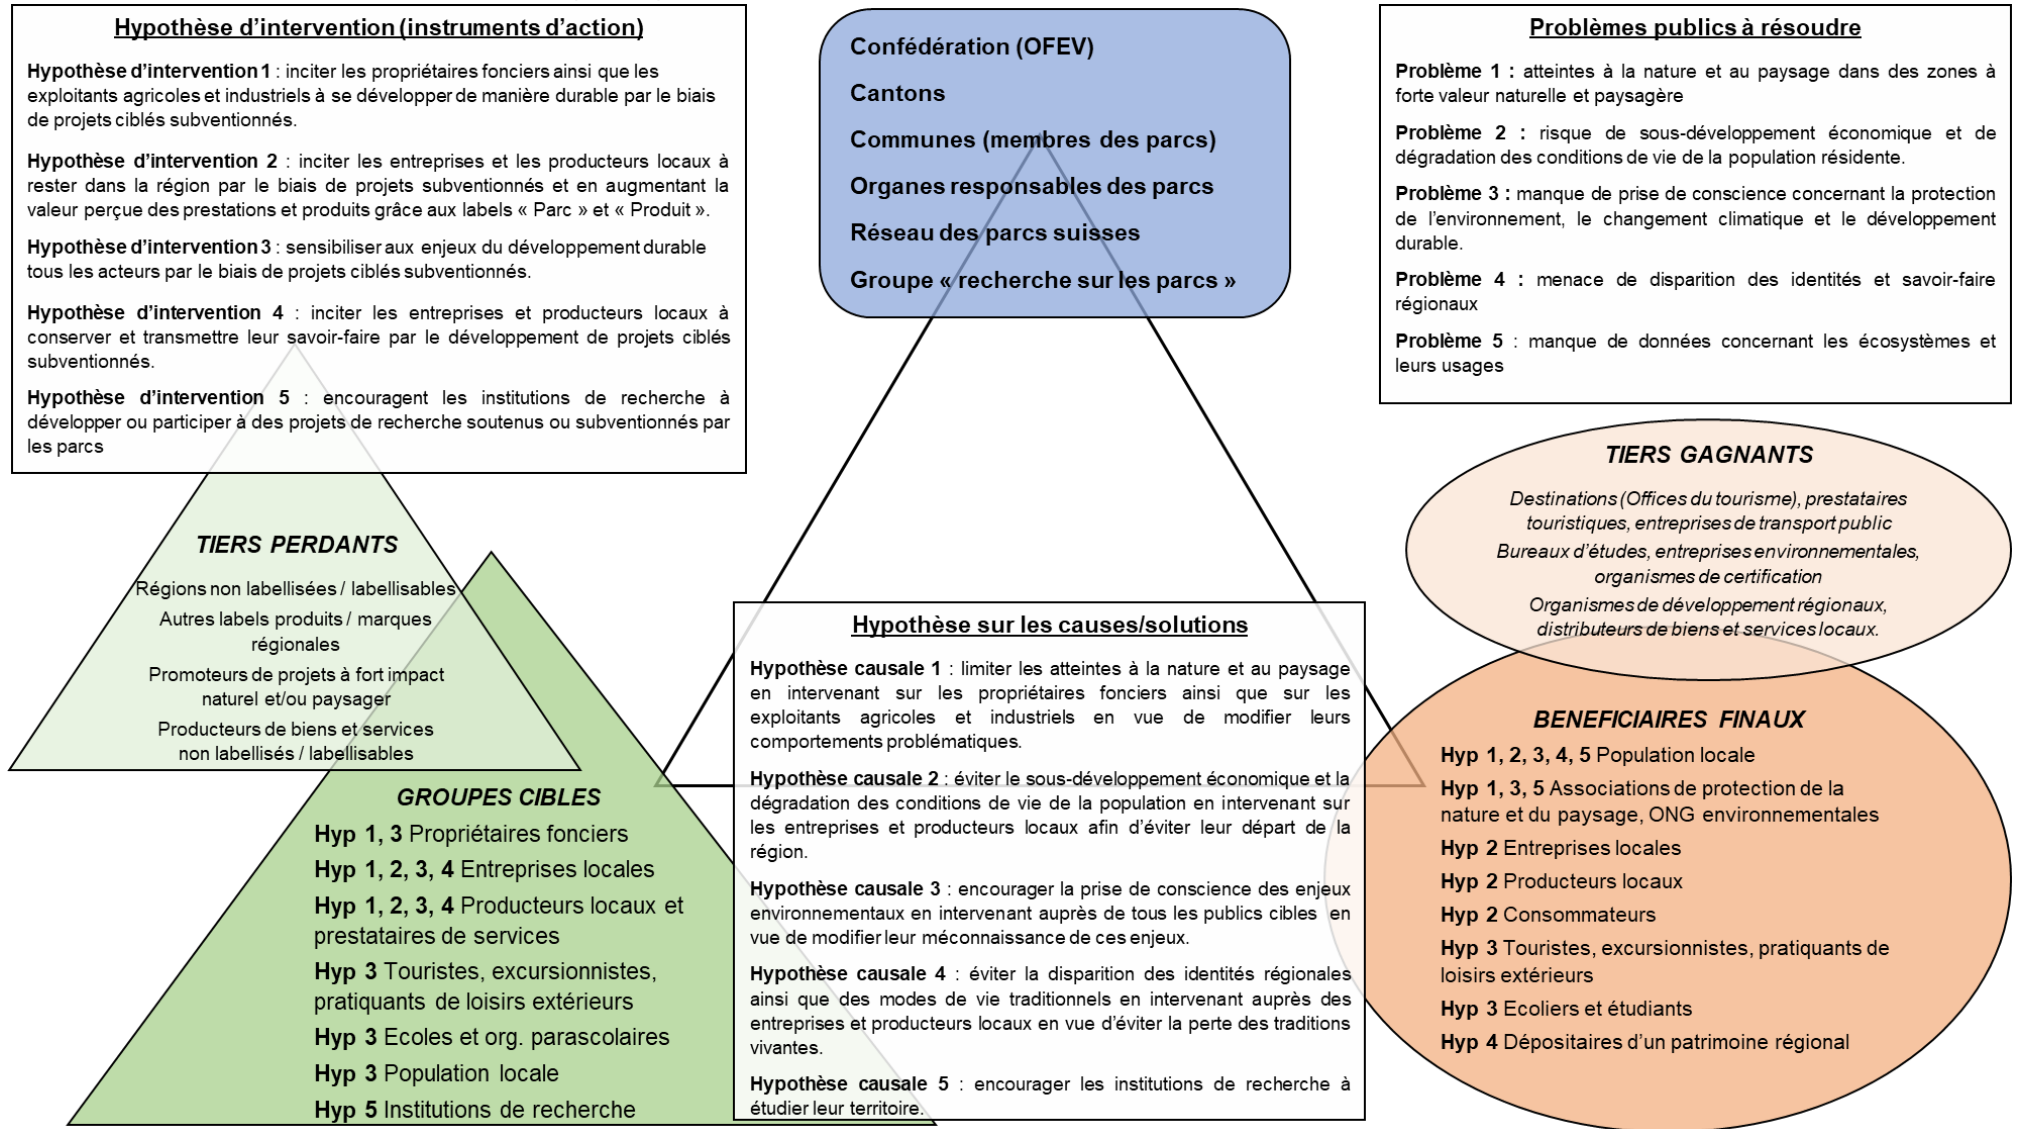 Hypothèse d’intervention (instruments d’action)
Hypothèse d’intervention 1 : inciter les propriétaires fonciers ainsi que les
exploitants agricoles et industriels à se développer de manière durable par le biais
de projets ciblés subventionnés.
Hypothèse d’intervention 2 : inciter les entreprises et les producteurs locaux à
rester dans la région par le biais de projets subventionnés et en augmentant la
valeur perçue des prestations et produits grâce aux labels « Parc » et « Produit ».
Hypothèse d’intervention 3 : sensibiliser aux enjeux du développement durable
tous les acteurs par le biais de projets ciblés subventionnés.
Hypothèse d’intervention 4 : inciter les entreprises et producteurs locaux à
conserver et transmettre leur savoir-faire par le développement de projets ciblés
subventionnés.
Hypothèse d’intervention 5 : encouragent les institutions de recherche à
développer ou participer à des projets de recherche soutenus ou subventionnés par
les parcs
Confédération (OFEV)
Cantons
Communes (membres des parcs)
Organes responsables des parcs
Réseau des parcs suisses
Groupe « recherche sur les parcs »
Problèmes publics à résoudre
Problème 1 : atteintes à la nature et au paysage dans des zones à
forte valeur naturelle et paysagère
Problème 2 : risque de sous-développement économique et de
dégradation des conditions de vie de la population résidente.
Problème 3 : manque de prise de conscience concernant la protection
de l’environnement, le changement climatique et le développement
durable.
Problème 4 : menace de disparition des identités et savoir-faire
régionaux
Problème 5 : manque de données concernant les écosystèmes et
leurs usages
TIERS PERDANTS
Régions non labellisées / labellisables
Autres labels produits / marques
régionales
Promoteurs de projets à fort impact
naturel et/ou paysager
Producteurs de biens et services
non labellisés / labellisables
GROUPES CIBLES
Hyp 1, 3 Propriétaires fonciers
Hyp 1, 2, 3, 4 Entreprises locales
Hyp 1, 2, 3, 4 Producteurs locaux et
prestataires de services
Hyp 3 Touristes, excursionnistes,
pratiquants de loisirs extérieurs
Hyp 3 Ecoles et org. parascolaires
Hyp 3 Population locale
Hyp 5 Institutions de recherche
Hypothèse sur les causes/solutions
Hypothèse causale 1 : limiter les atteintes à la nature et au paysage
en intervenant sur les propriétaires fonciers ainsi que sur les
exploitants agricoles et industriels en vue de modifier leurs
comportements problématiques.
Hypothèse causale 2 : éviter le sous-développement économique et la
dégradation des conditions de vie de la population en intervenant sur
les entreprises et producteurs locaux afin d’éviter leur départ de la
région.
Hypothèse causale 3 : encourager la prise de conscience des enjeux
environnementaux en intervenant auprès de tous les publics cibles en
vue de modifier leur méconnaissance de ces enjeux.
Hypothèse causale 4 : éviter la disparition des identités régionales
ainsi que des modes de vie traditionnels en intervenant auprès des
entreprises et producteurs locaux en vue d’éviter la perte des traditions
vivantes.
Hypothèse causale 5 : encourager les institutions de recherche à
étudier leur territoire.
TIERS GAGNANTS
Destinations (Offices du tourisme), prestataires
touristiques, entreprises de transport public
Bureaux d’études, entreprises environnementales,
organismes de certification
Organismes de développement régionaux,
distributeurs de biens et services locaux.
BENEFICIAIRES FINAUX
Hyp 1, 2, 3, 4, 5 Population locale
Hyp 1, 3, 5 Associations de protection de la
nature et du paysage, ONG environnementales
Hyp 2 Entreprises locales
Hyp 2 Producteurs locaux
Hyp 2 Consommateurs
Hyp 3 Touristes, excursionnistes, pratiquants de
loisirs extérieurs
Hyp 3 Ecoliers et étudiants
Hyp 4 Dépositaires d’un patrimoine régional